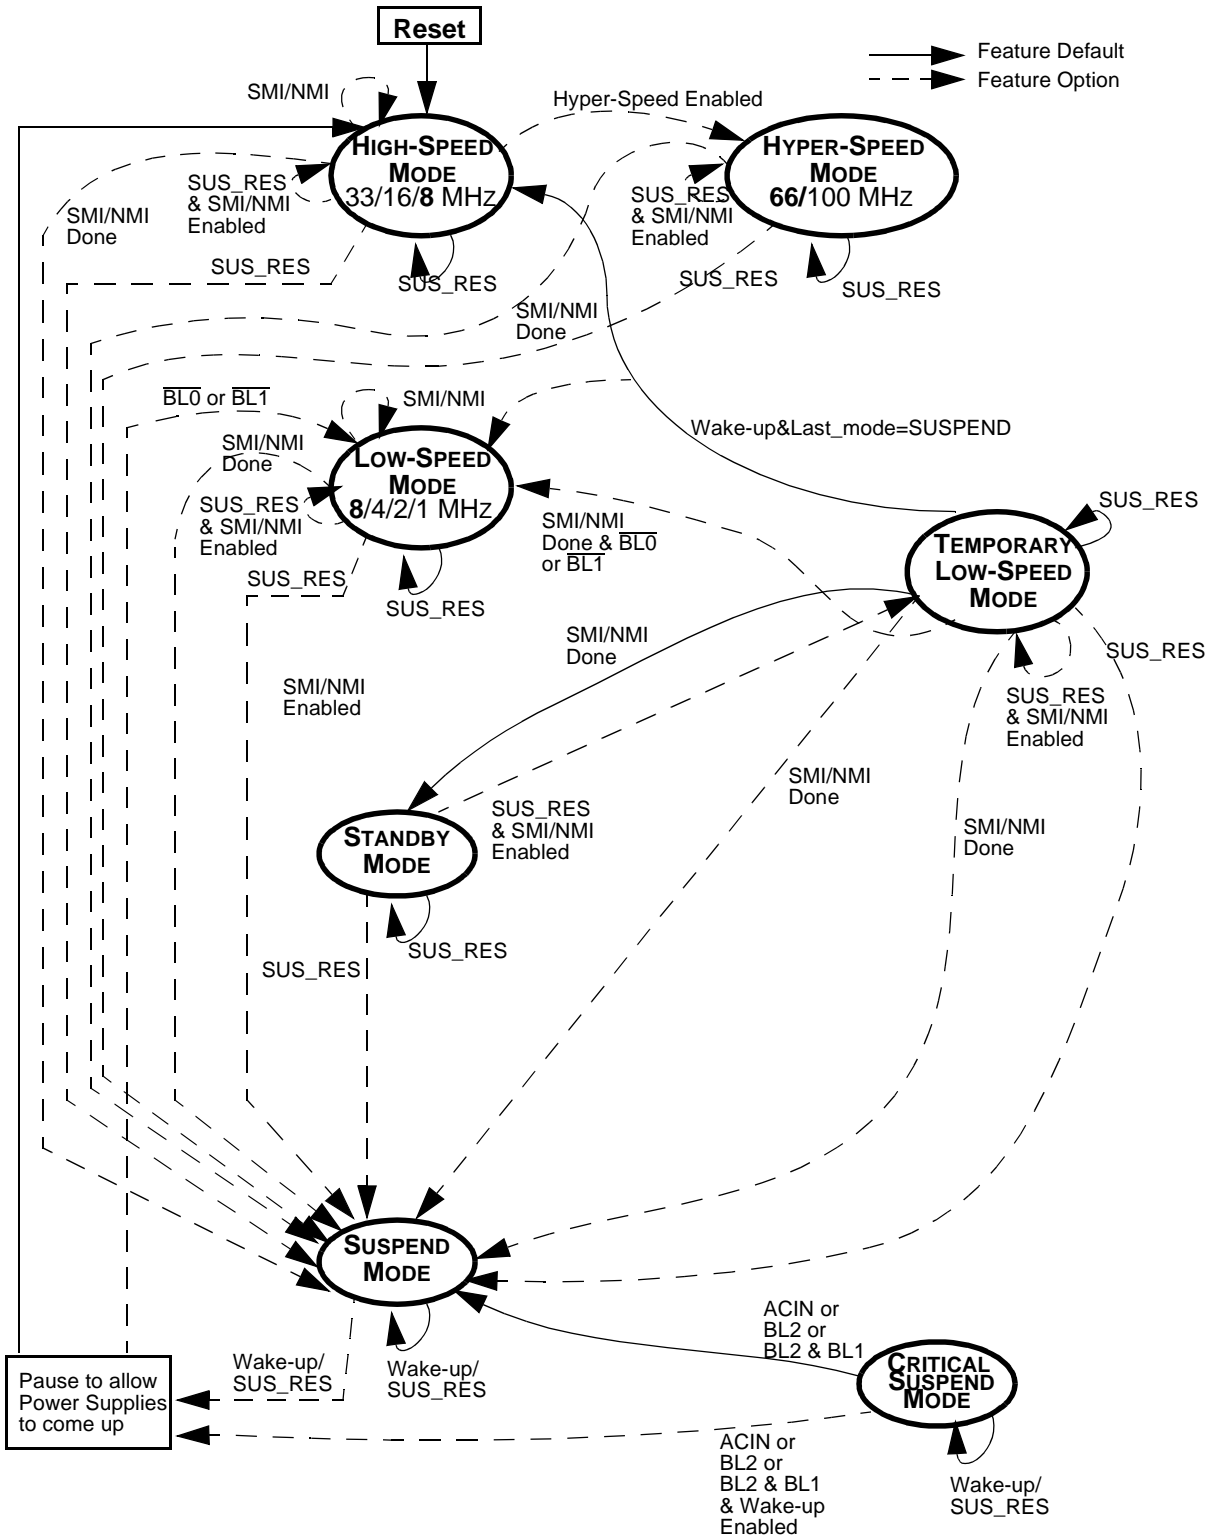 Reset
Feature Default
Feature Option
SMI/NMI
Hyper-Speed Enabled
HIGH-SPEED
MODE
33/16/8 MHz
HYPER-SPEED
MODE
66/100 MHz
SUS_RES
& SMI/NMI
Enabled
SUS_RES
& SMI/NMI
Enabled
SMI/NMI
Done
SUS_RES
SUS_RES
SUS_RES
SUS_RES
SMI/NMI
Done
BL0 or BL1
SMI/NMI
Wake-up&Last_mode=SUSPEND
SMI/NMI
Done
LOW-SPEED
MODE
8/4/2/1 MHz
SUS_RES
& SMI/NMI
Enabled
SUS_RES
SMI/NMI
Done & BL0
or BL1
TEMPORARY
LOW-SPEED
MODE
SUS_RES
SUS_RES
SMI/NMI
Done
SUS_RES
SMI/NMI
Enabled
SUS_RES
& SMI/NMI
Enabled
SMI/NMI
Done
SUS_RES
& SMI/NMI
Enabled
SMI/NMI
Done
STANDBY
MODE
SUS_RES
SUS_RES
SUSPEND
MODE
ACIN or
BL2 or
BL2 & BL1
Wake-up/
SUS_RES
Wake-up/
SUS_RES
CRITICAL
SUSPEND
MODE
Pause to allow
Power Supplies
to come up
ACIN or
BL2 or
BL2 & BL1
& Wake-up
Enabled
Wake-up/
SUS_RES